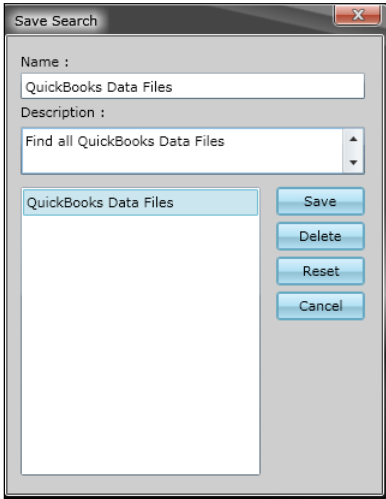 Save Search
Name :
QuickBooks Data Files
Description :
Find all QuickBooks Data Files
QuickBooks Data Files
Save
Delete
Reset
Cancel